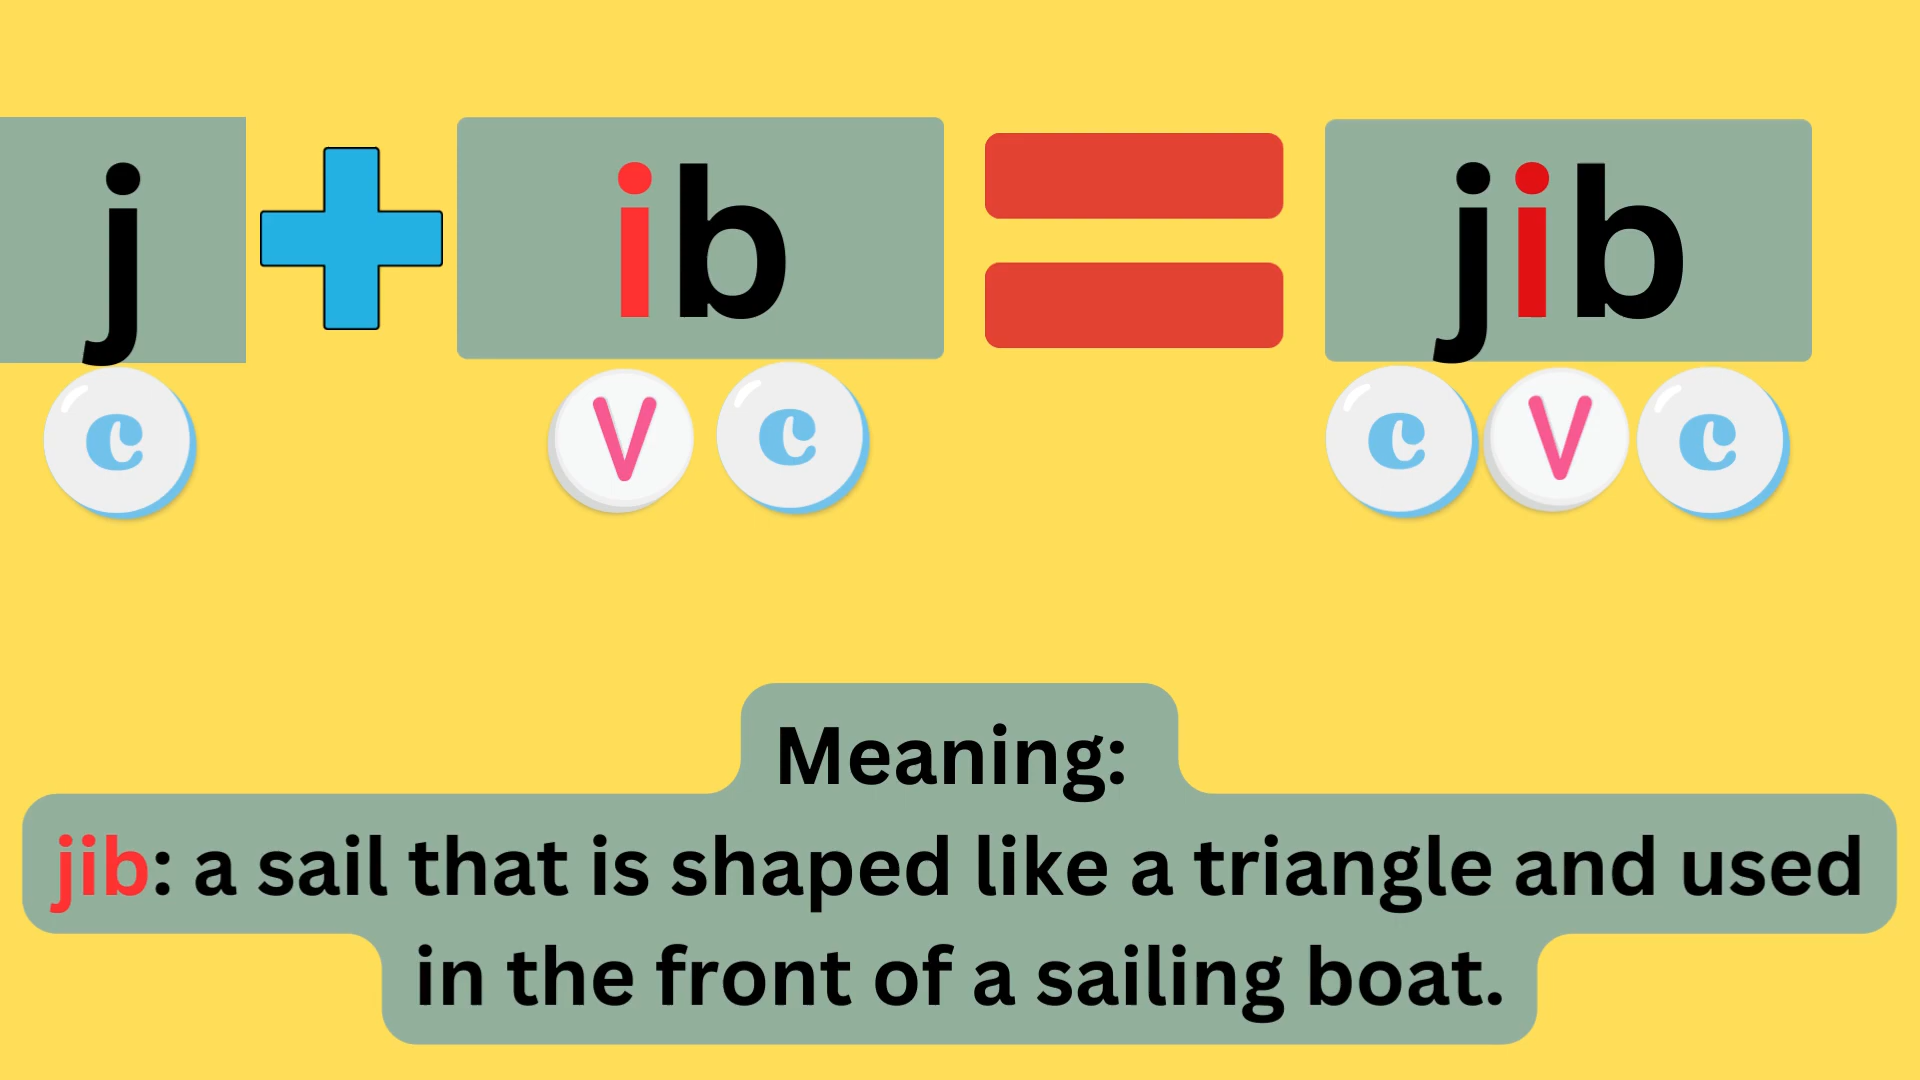 j ib jib
c V c c V c
Meaning:
jib: a sail that is shaped like a triangle and used
in the front of a sailing boat.